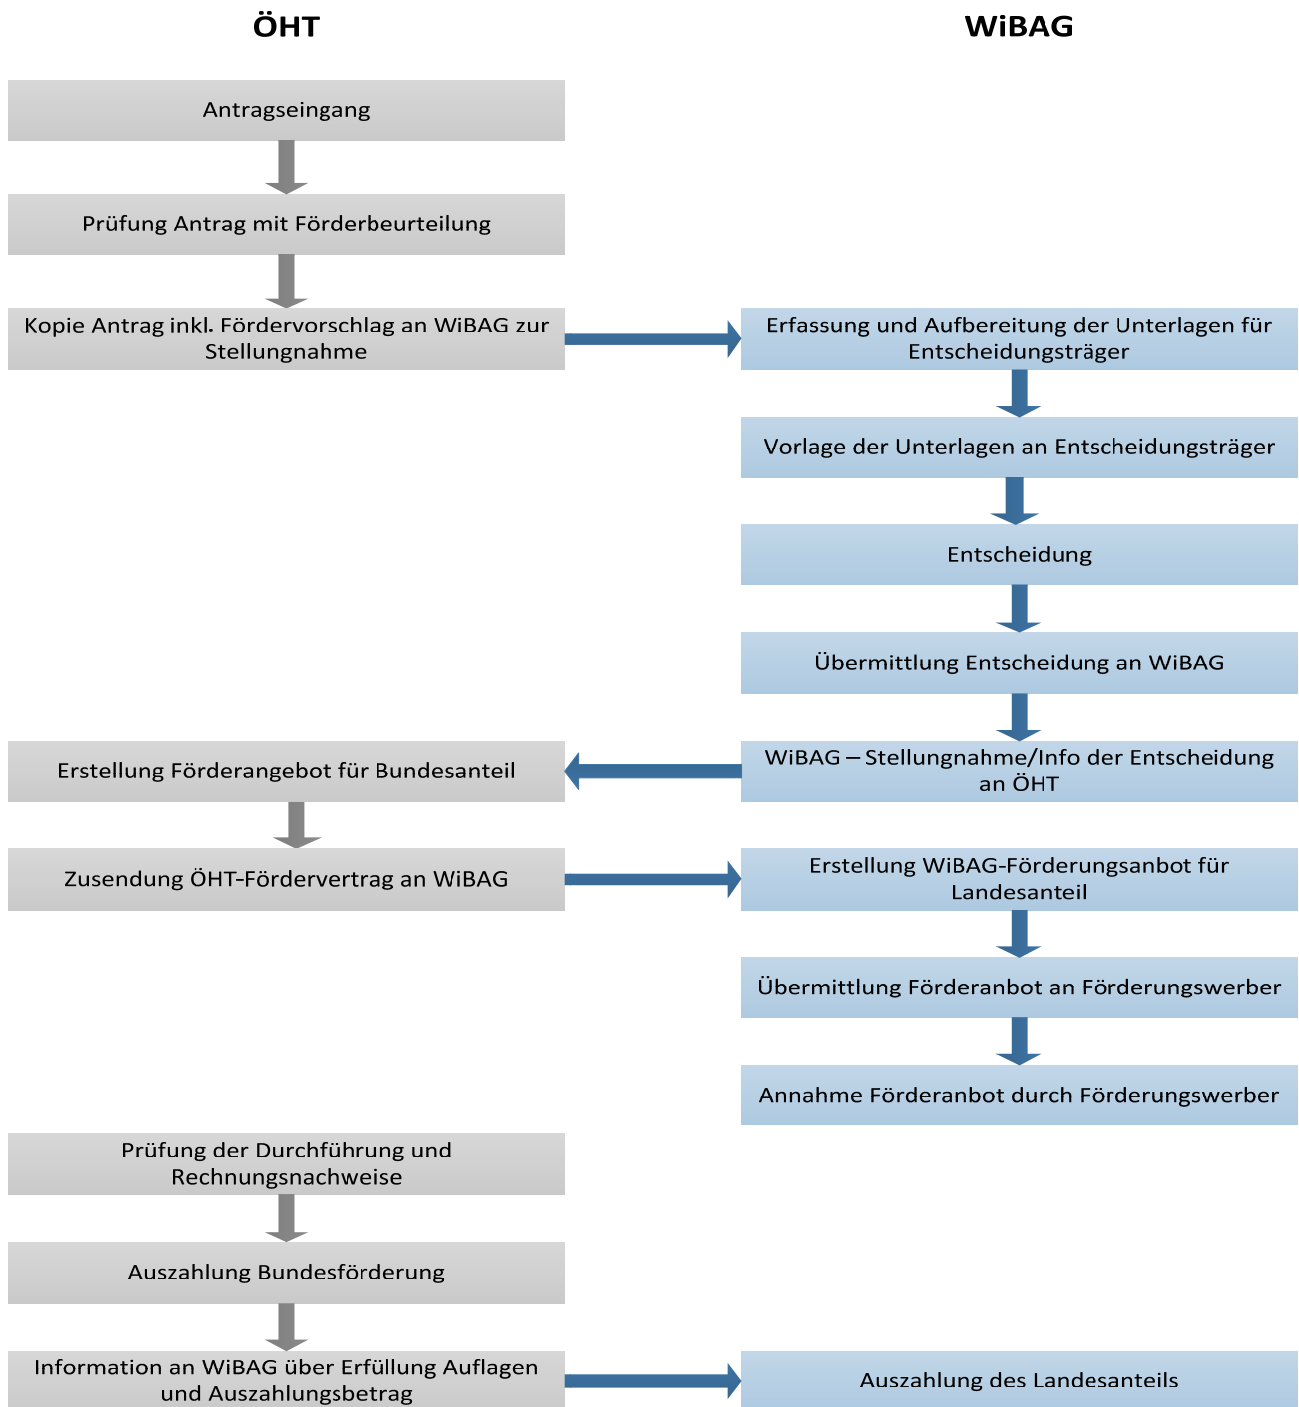 ÖHT
WiBAG
Antragseingang
Prüfung Antrag mit Förderbeurteilung
Kopie Antrag inkl. Fördervorschlag an WiBAG zur
Stellungnahme
Erfassung und Aufbereitung der Unterlagen für
Entscheidungsträger
Vorlage der Unterlagen an Entscheidungsträger
Entscheidung
Übermittlung Entscheidung an WiBAG
WiBAG – Stellungnahme/Info der Entscheidung
an ÖHT
Erstellung Förderangebot für Bundesanteil
Zusendung ÖHT-Fördervertrag an WiBAG
Erstellung WiBAG-Förderungsanbot für
Landesanteil
Übermittlung Förderanbot an Förderungswerber
Annahme Förderanbot durch Förderungswerber
Prüfung der Durchführung und
Rechnungsnachweise
Auszahlung Bundesförderung
Information an WiBAG über Erfüllung Auflagen
und Auszahlungsbetrag
Auszahlung des Landesanteils